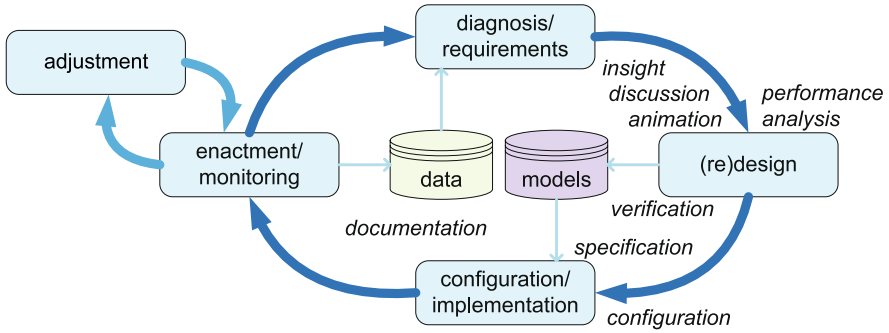 diagnosis/
requirements
adjustment
insight
discussion
animation
performance
analysis
enactment/
monitoring
data
models
(re)design
verification
documentation
specification
configuration/
implementation
configuration